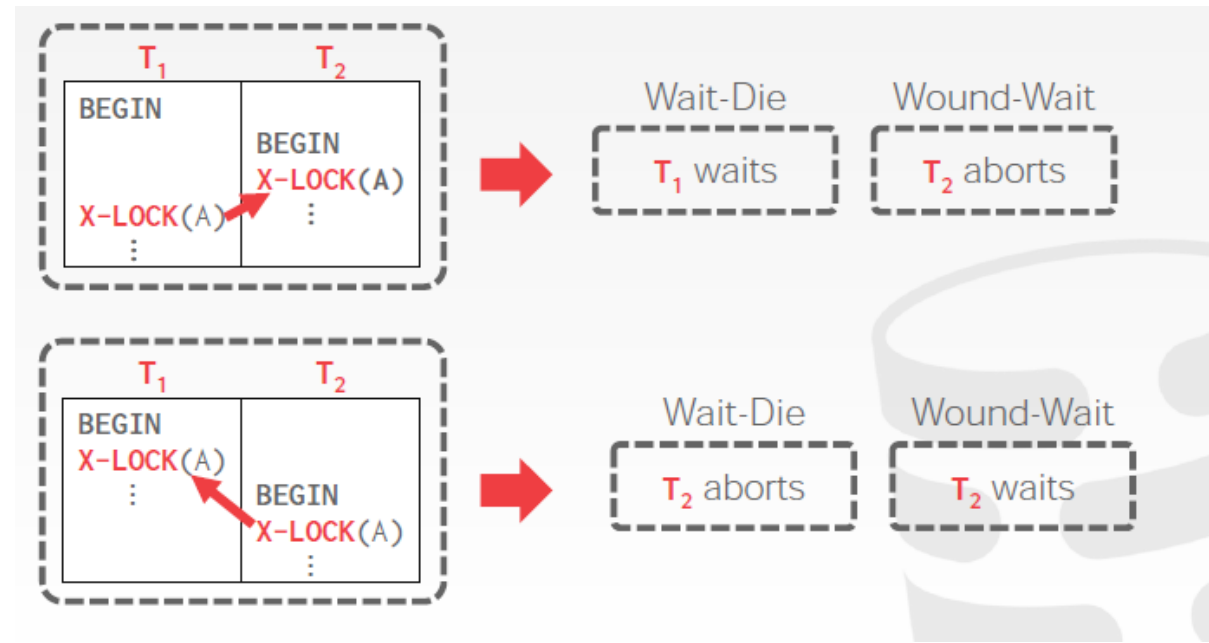 T₁ T₂
BEGIN
BEGIN
X-LOCK(A)
X-LOCK(A)
⋮
⋮
Wait-Die Wound-Wait
T₁ waits T₂ aborts
T₁ T₂
BEGIN
X-LOCK(A)
⋮
BEGIN
X-LOCK(A)
⋮
Wait-Die Wound-Wait
T₂ aborts T₂ waits